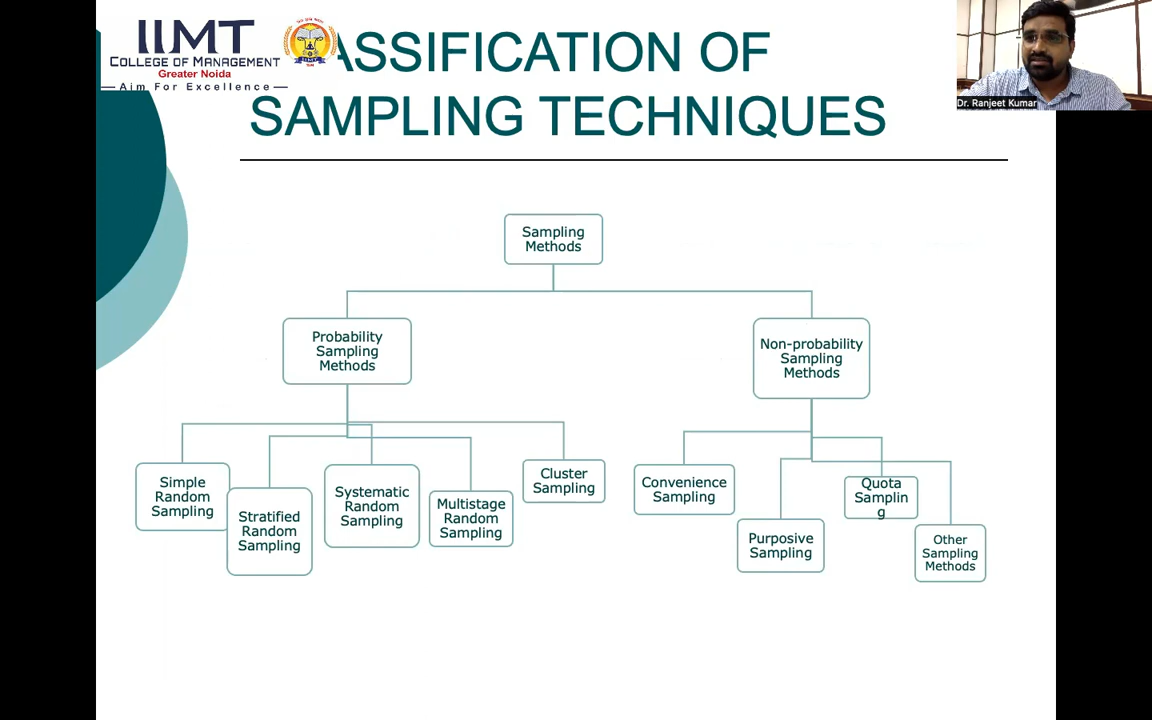 IIMT
COLLEGE OF MANAGEMENT
Greater Noida
Aim For Excellence
ASSIFICATION OF
SAMPLING TECHNIQUES
Dr. Ranjeet Kumar
Sampling
Methods
Probability
Sampling
Methods
Non-probability
Sampling
Methods
Simple
Random
Sampling
Stratified
Random
Sampling
Systematic
Random
Sampling
Multistage
Random
Sampling
Cluster
Sampling
Convenience
Sampling
Purposive
Sampling
Quota
Samplin
g
Other
Sampling
Methods